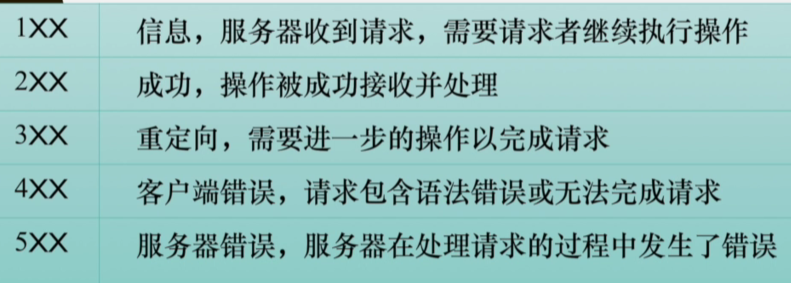 1XX 信息，服务器收到请求，需要请求者继续执行操作
2XX 成功，操作被成功接收并处理
3XX 重定向，需要进一步的操作以完成请求
4XX 客户端错误，请求包含语法错误或无法完成请求
5XX 服务器错误，服务器在处理请求的过程中发生了错误